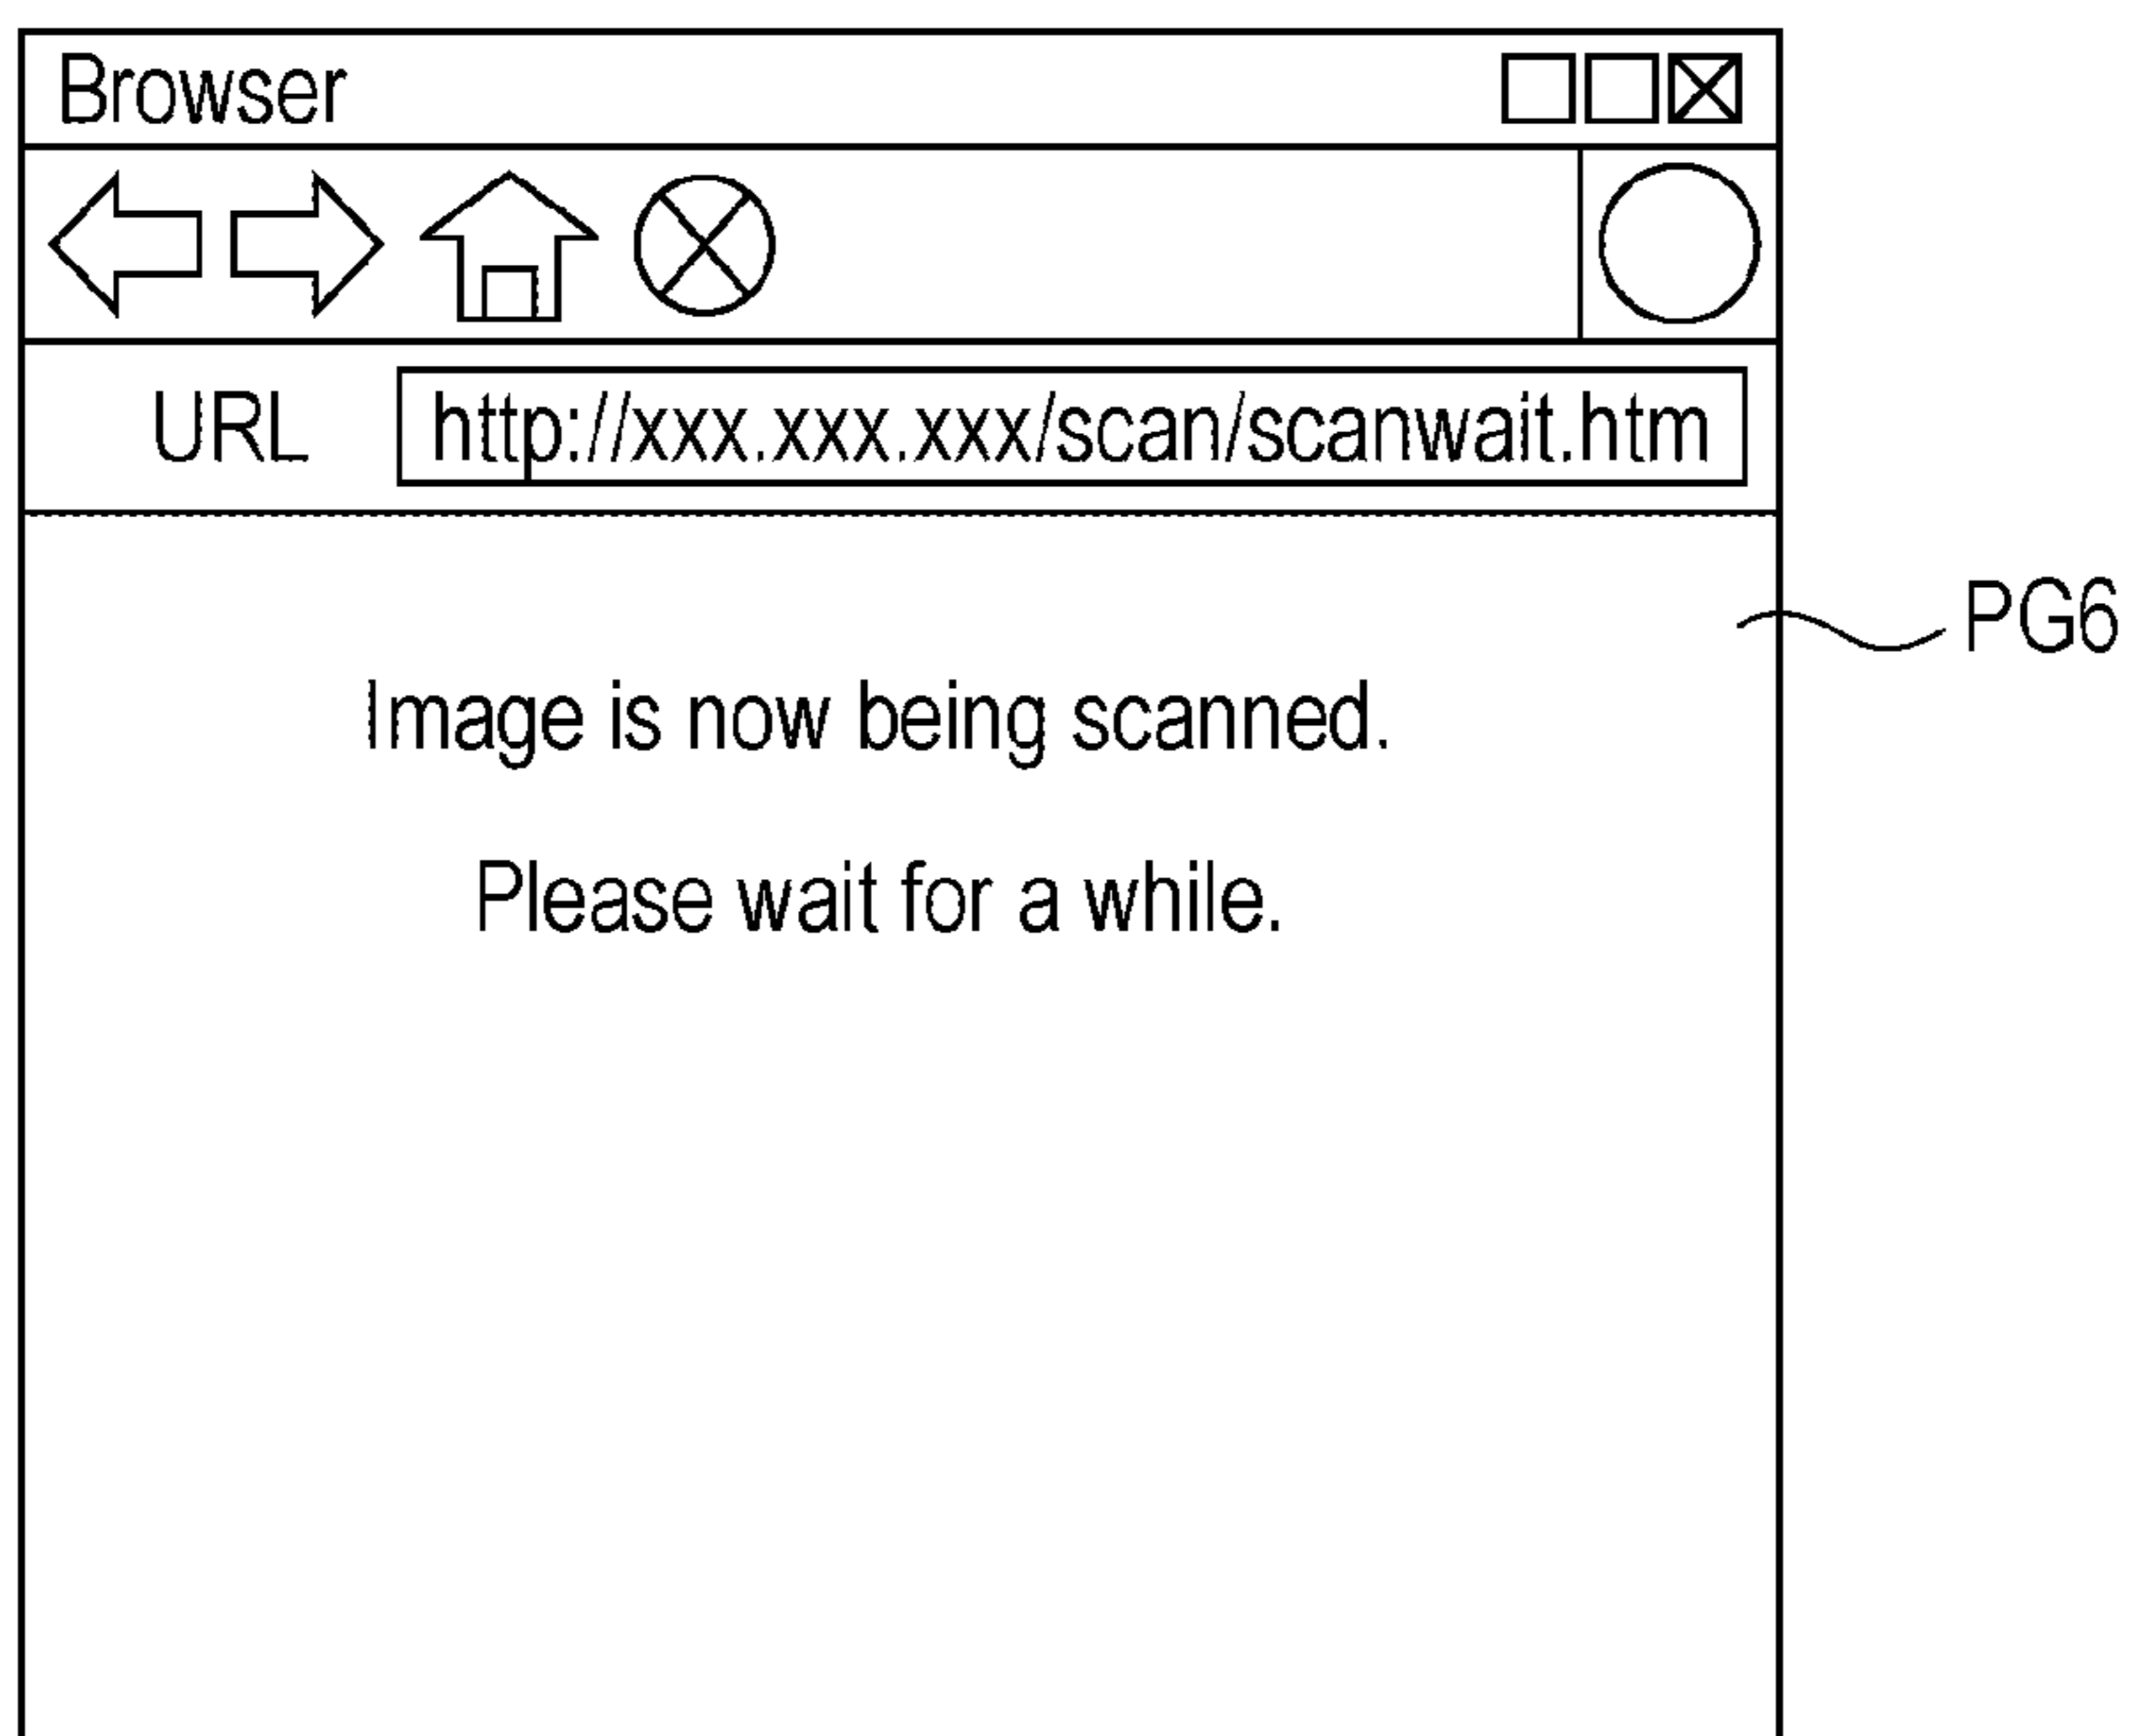 Browser
URL http://xxx.xxx.xxx/scan/scanwait.htm
PG6
Image is now being scanned.
Please wait for a while.